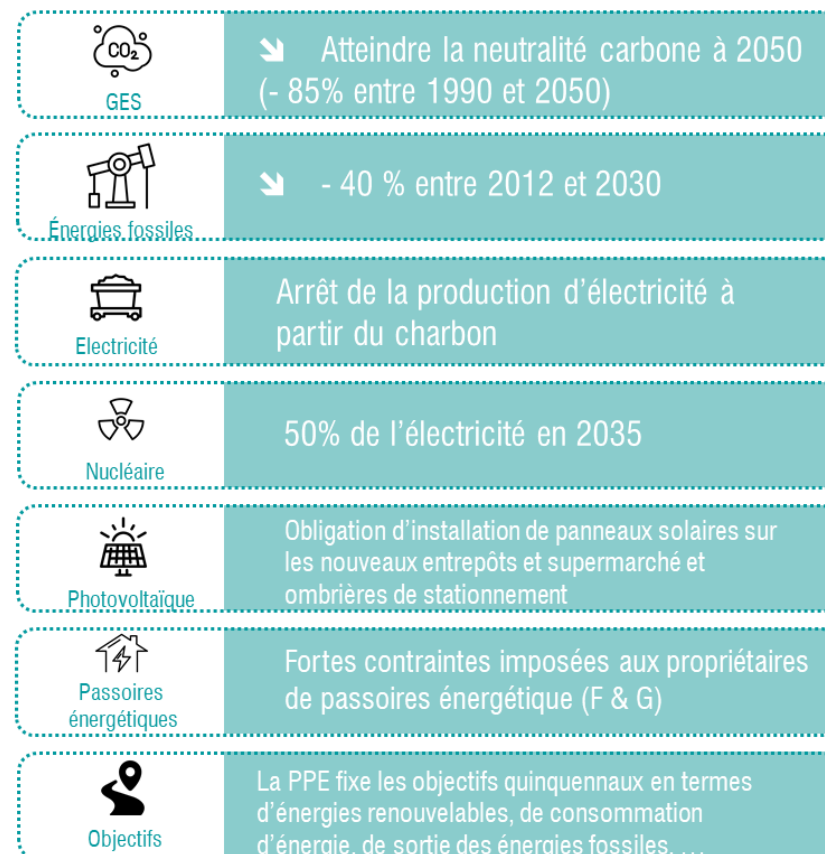 CO₂
GES
Atteindre la neutralité carbone à 2050
(- 85% entre 1990 et 2050)
Énergies fossiles
- 40 % entre 2012 et 2030
Electricité
Arrêt de la production d’électricité à
partir du charbon
Nucléaire
50% de l’électricité en 2035
Photovoltaïque
Obligation d’installation de panneaux solaires sur
les nouveaux entrepôts et supermarché et
ombrières de stationnement
Passoires
énergétiques
Fortes contraintes imposées aux propriétaires
de passoires énergétique (F & G)
Objectifs
La PPE fixe les objectifs quinquennaux en termes
d’énergies renouvelables, de consommation
d’énergie, de sortie des énergies fossiles, …